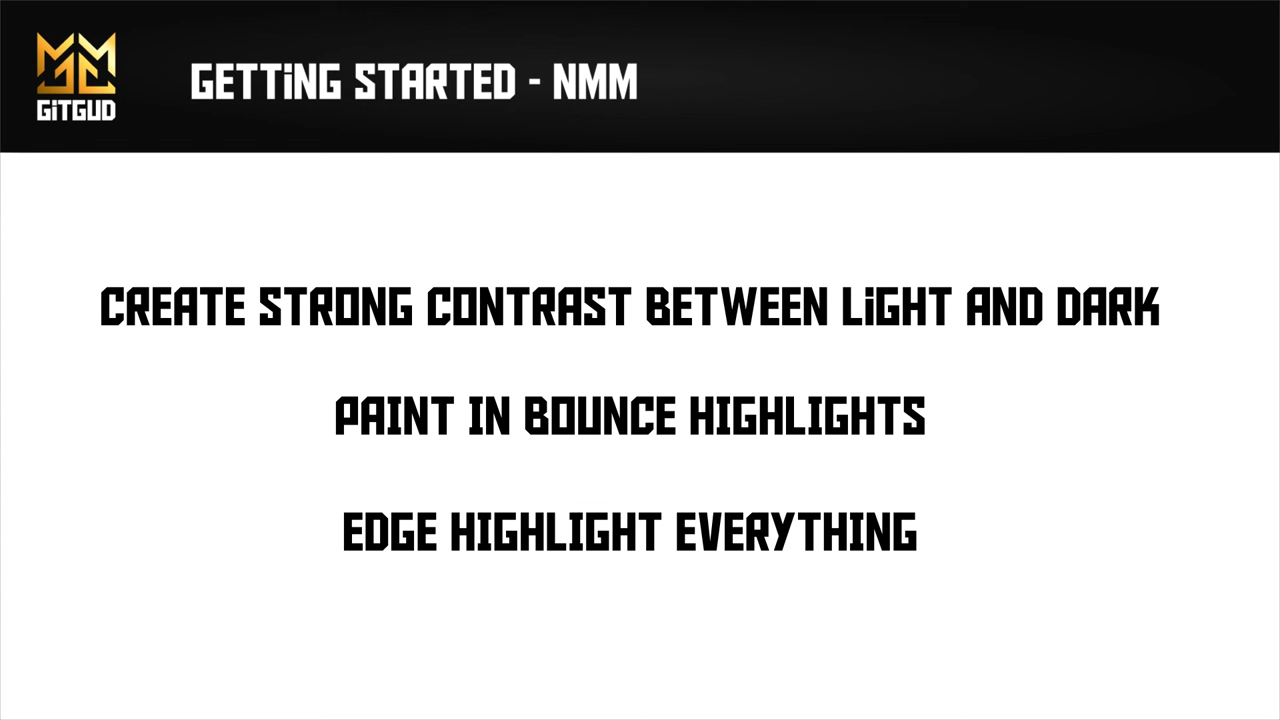 GiTGUD
GETTiNG STARTED - NMM
CREATE STRONG CONTRAST BETWEEN LiGHT AND DARK
PAINT IN BOUNCE HIGHLIGHTS
EDGE HIGHLIGHT EVERYTHING